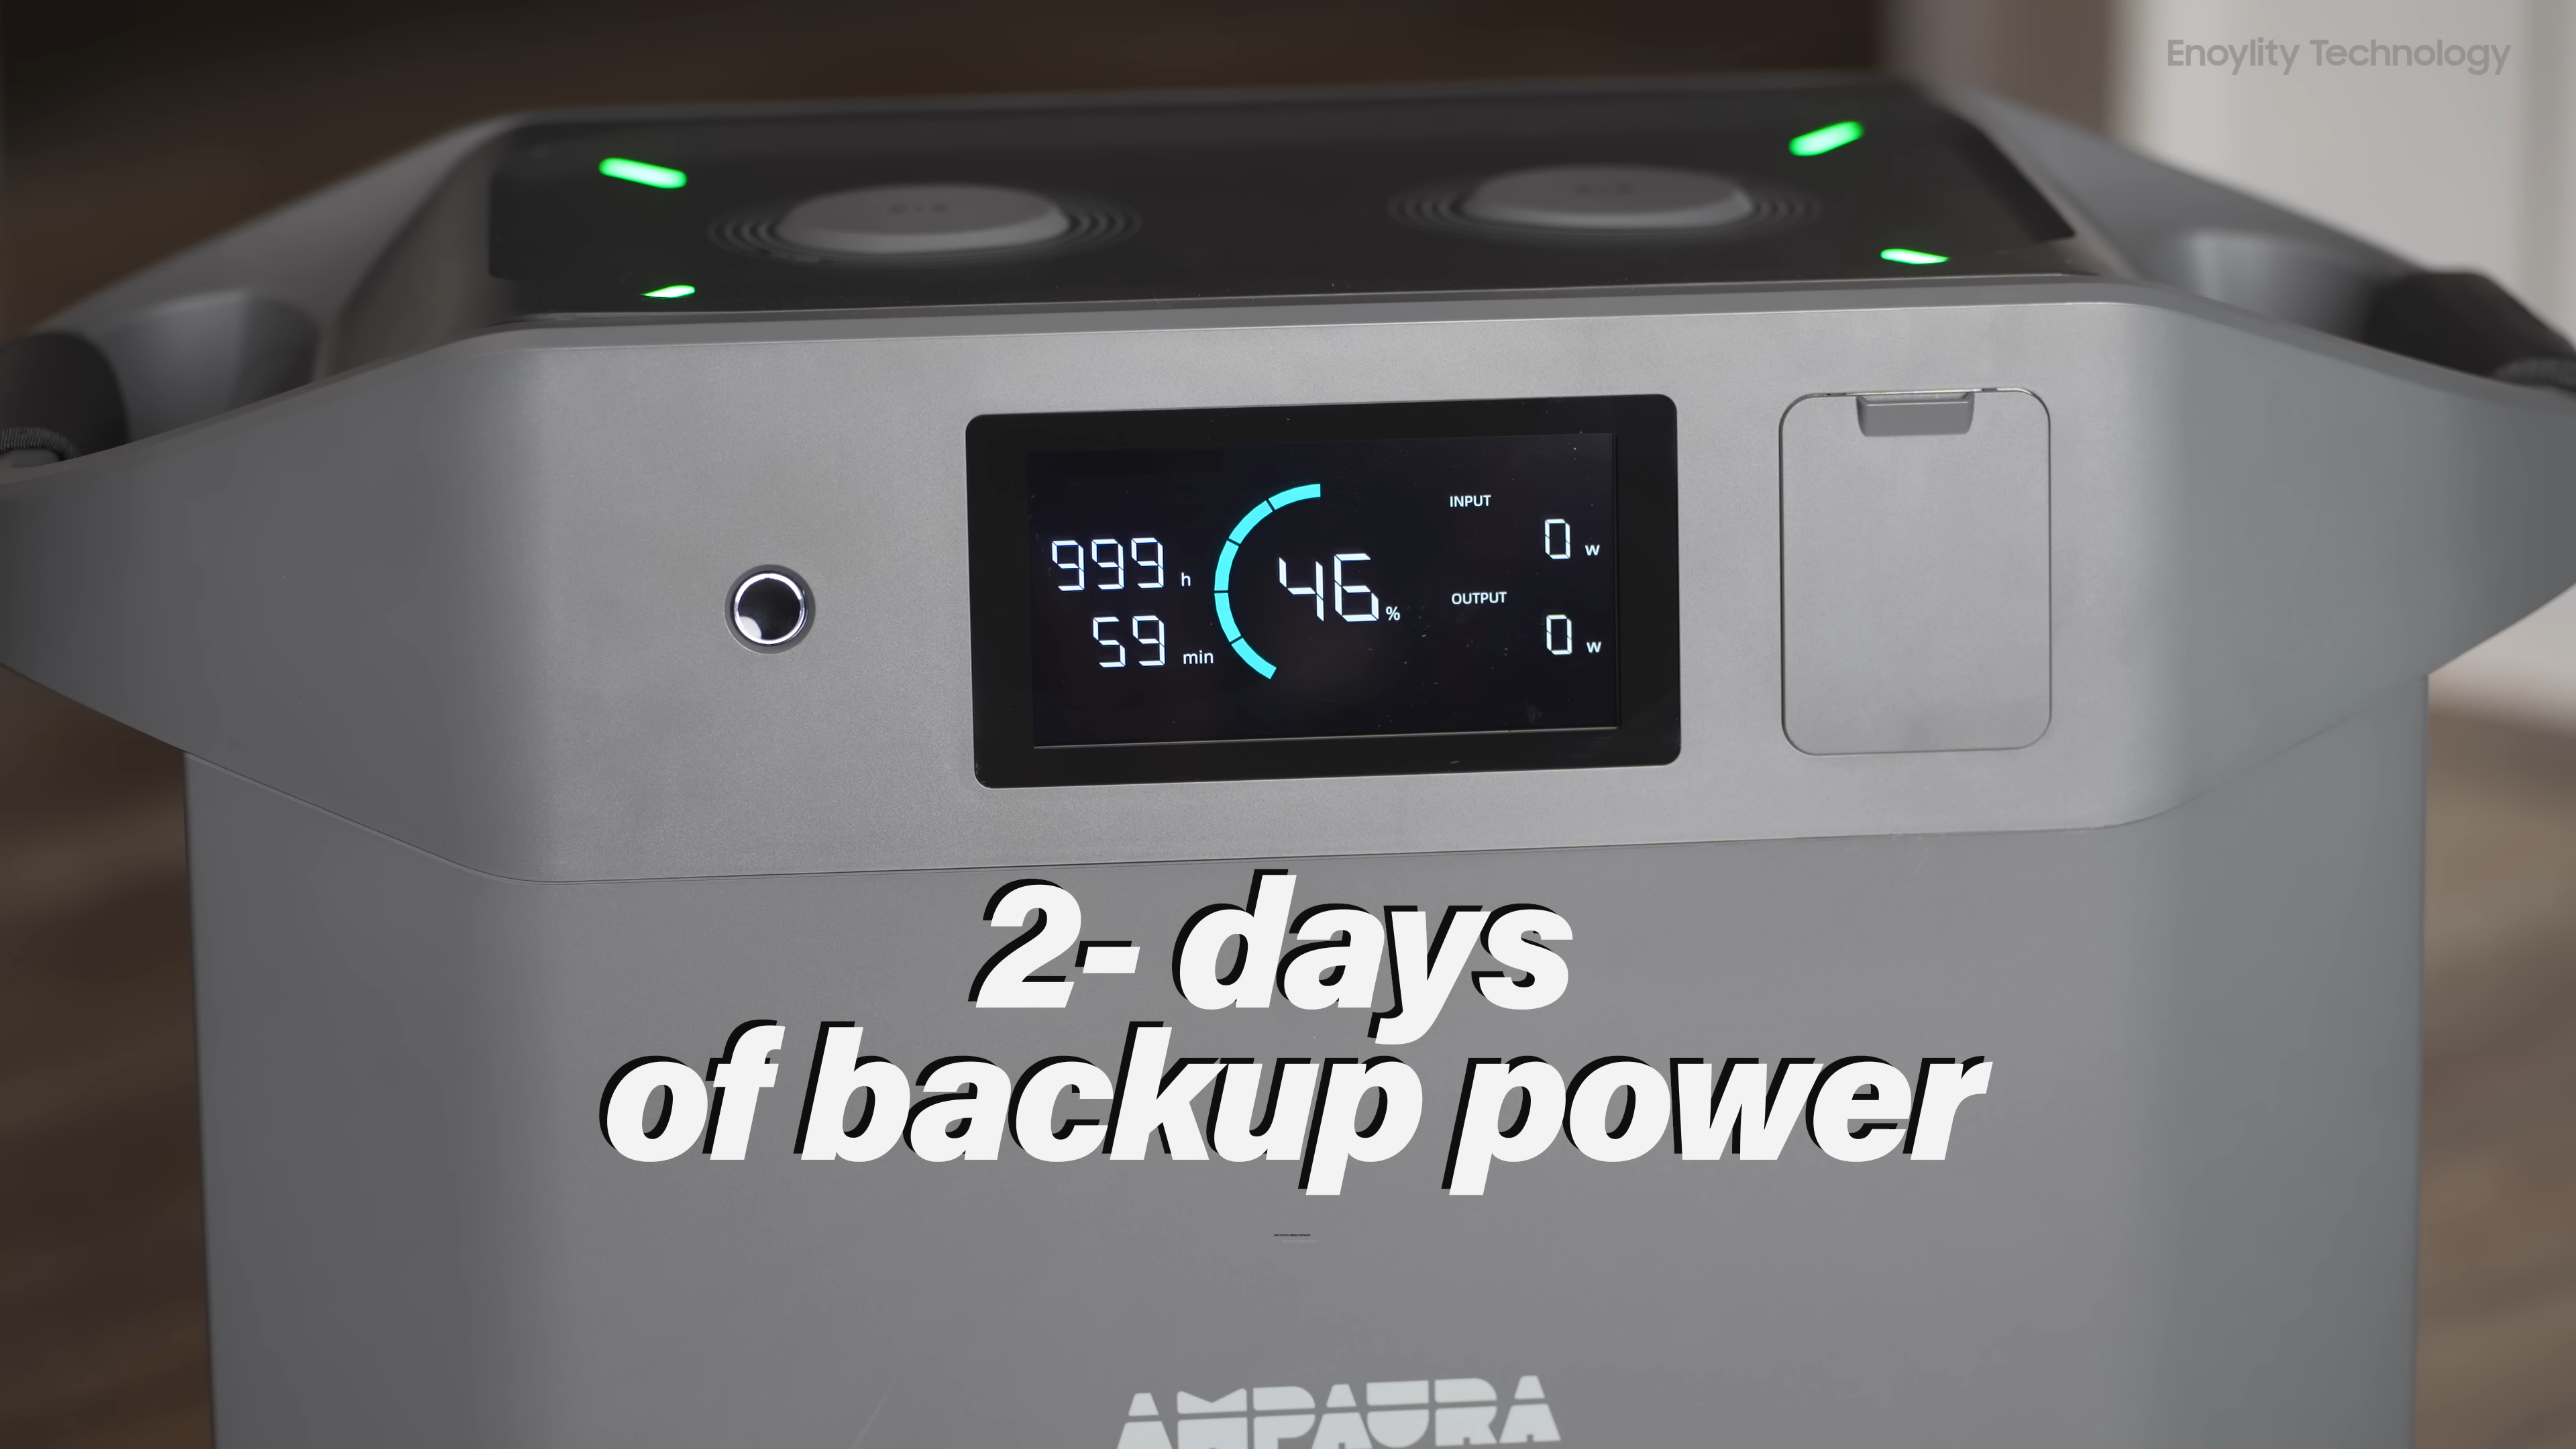 Enoylity Technology
INPUT
0 w
999 h
46 %
OUTPUT
59 min
0 w
2- days
of backup power
AMPAURA